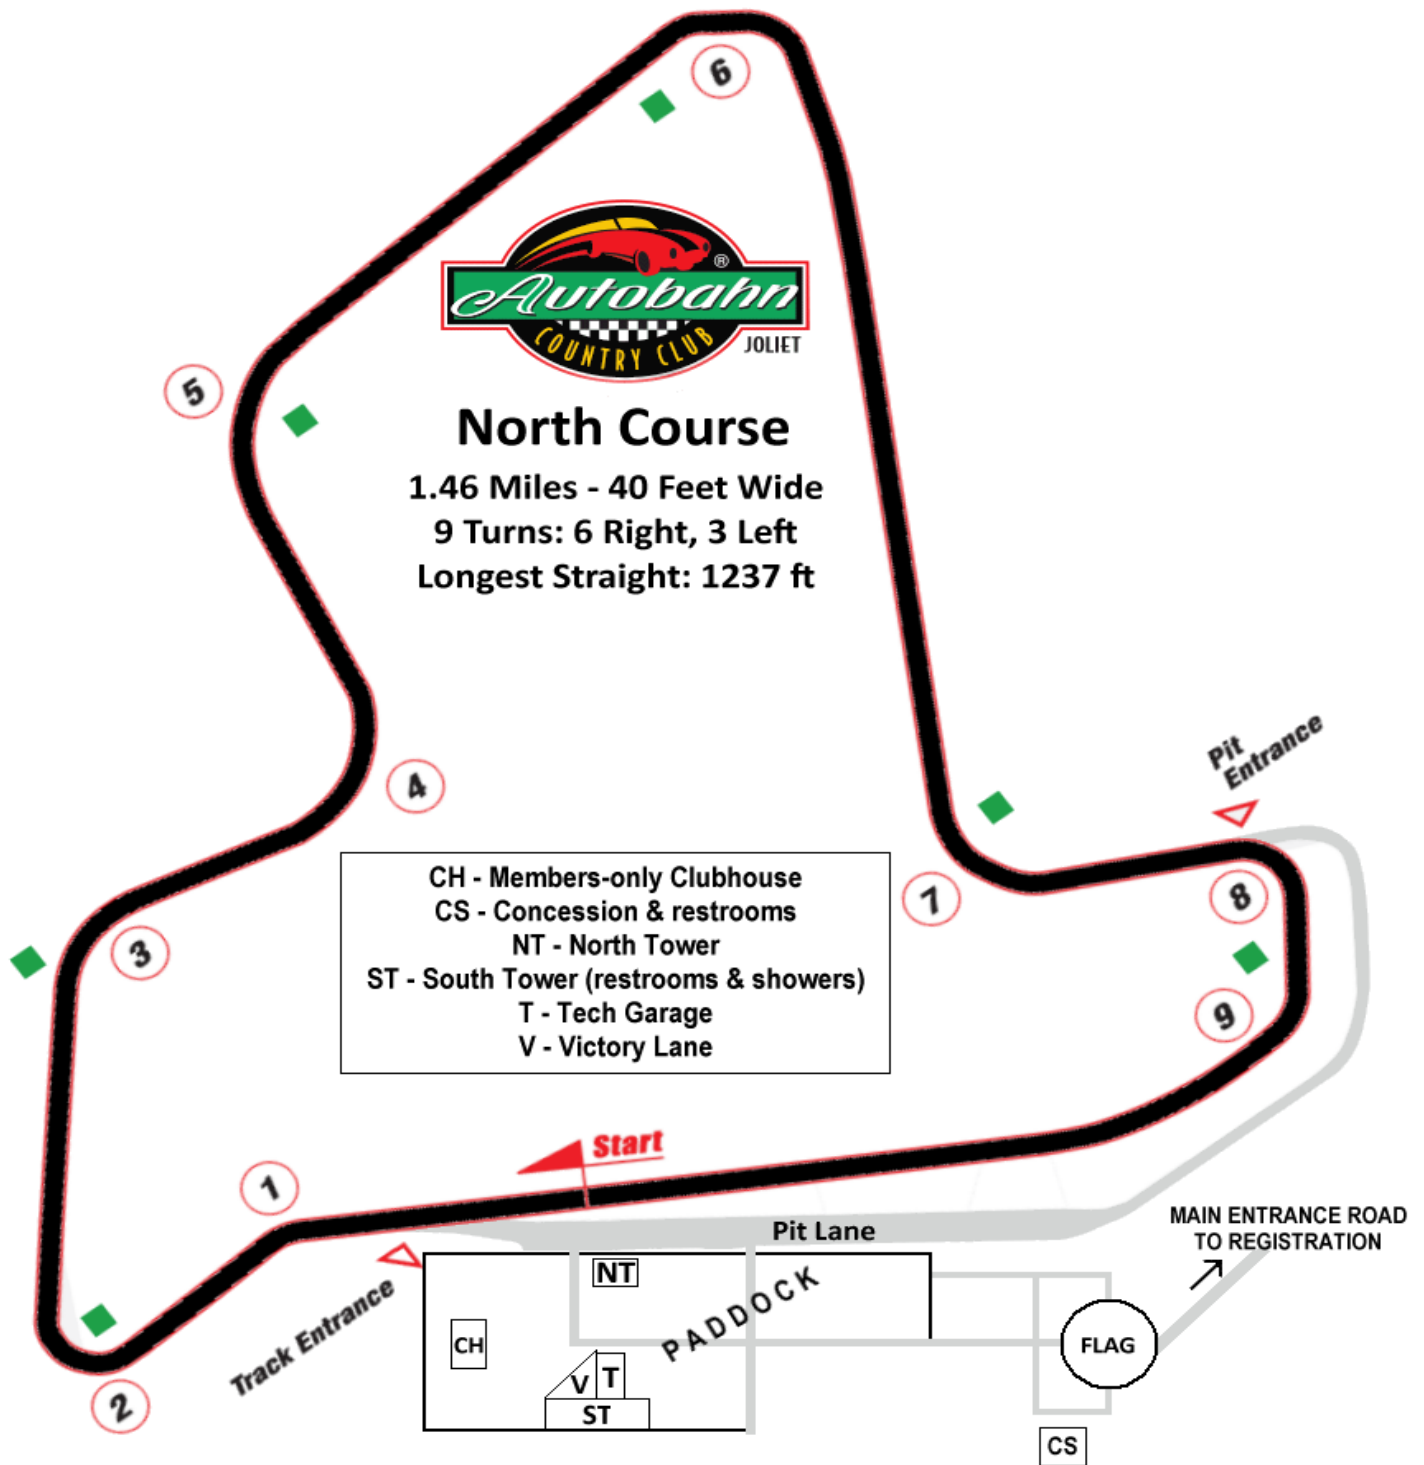 6
Autobahn®
COUNTRY CLUB
JOLIET
5
North Course
1.46 Miles - 40 Feet Wide
9 Turns: 6 Right, 3 Left
Longest Straight: 1237 ft
4
Pit
Entrance
CH - Members-only Clubhouse
CS - Concession & restrooms
NT - North Tower
ST - South Tower (restrooms & showers)
T - Tech Garage
V - Victory Lane
7
8
3
9
Start
1
Pit Lane
MAIN ENTRANCE ROAD
TO REGISTRATION
NT
PADDOCK
Track Entrance
CH
FLAG
V
T
2
ST
CS